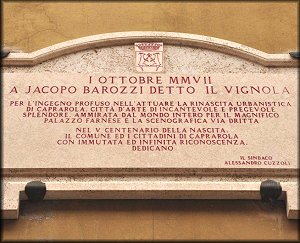 I OTTOBRE MMVII
A JACOPO BAROZZI DETTO IL VIGNOLA
PER L'INGEGNO PROFUSO NELL'ATTUARE LA RINASCITA URBANISTICA
DI CAPRAROLA, CITTÀ D'ARTE DI INCANTEVOLE E PREGEVOLE
SPLENDORE, AMMIRATA DAL MONDO INTERO PER IL MAGNIFICO
PALAZZO FARNESE E LA SCENOGRAFICA VIA DRITTA
NEL V CENTENARIO DELLA NASCITA,
IL COMUNE ED I CITTADINI DI CAPRAROLA
CON IMMUTATA ED INFINITA RICONOSCENZA,
DEDICANO
IL SINDACO
ALESSANDRO CUZZOLI